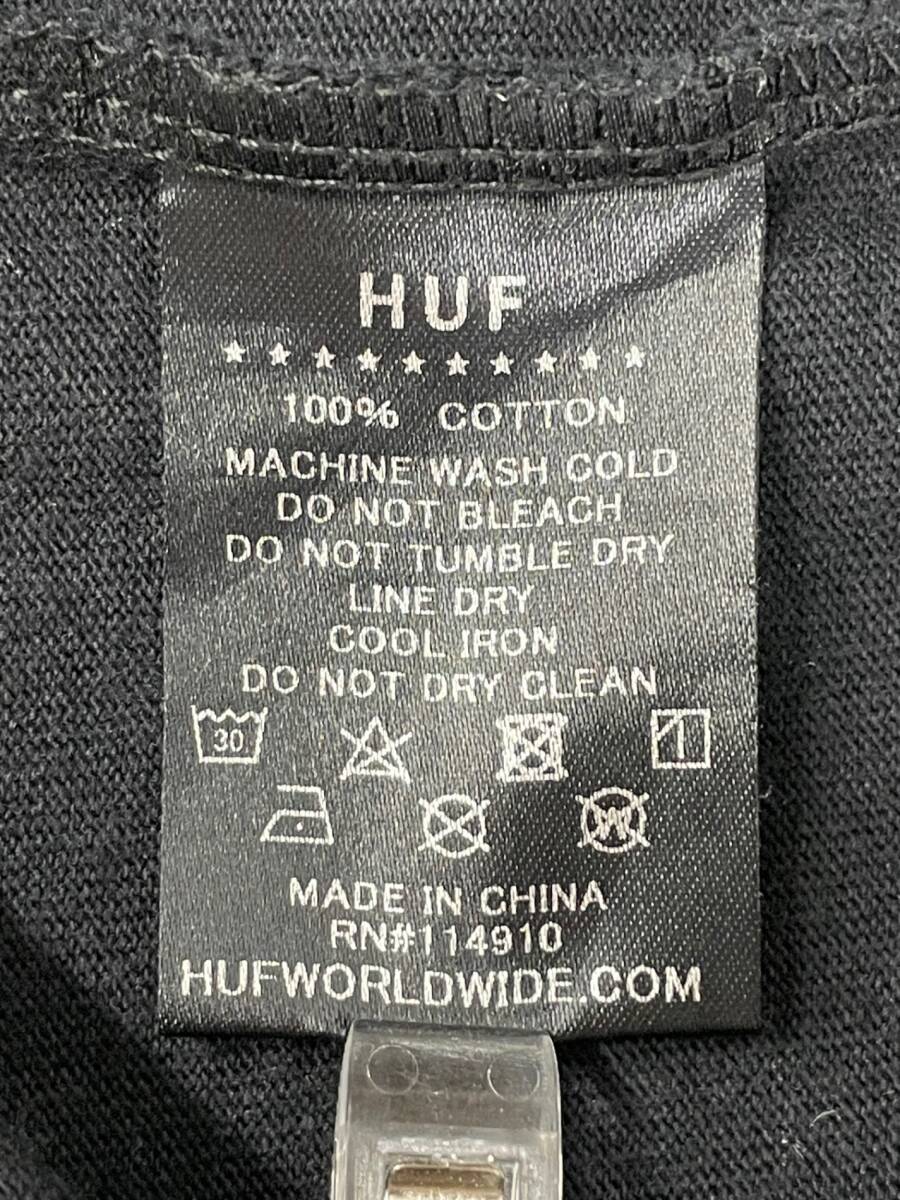 HUF
100% COTTON
MACHINE WASH COLD
DO NOT BLEACH
DO NOT TUMBLE DRY
LINE DRY
COOL IRON
DO NOT DRY CLEAN
30
W
MADE IN CHINA
RN#114910
HUFWORLDWIDE.COM